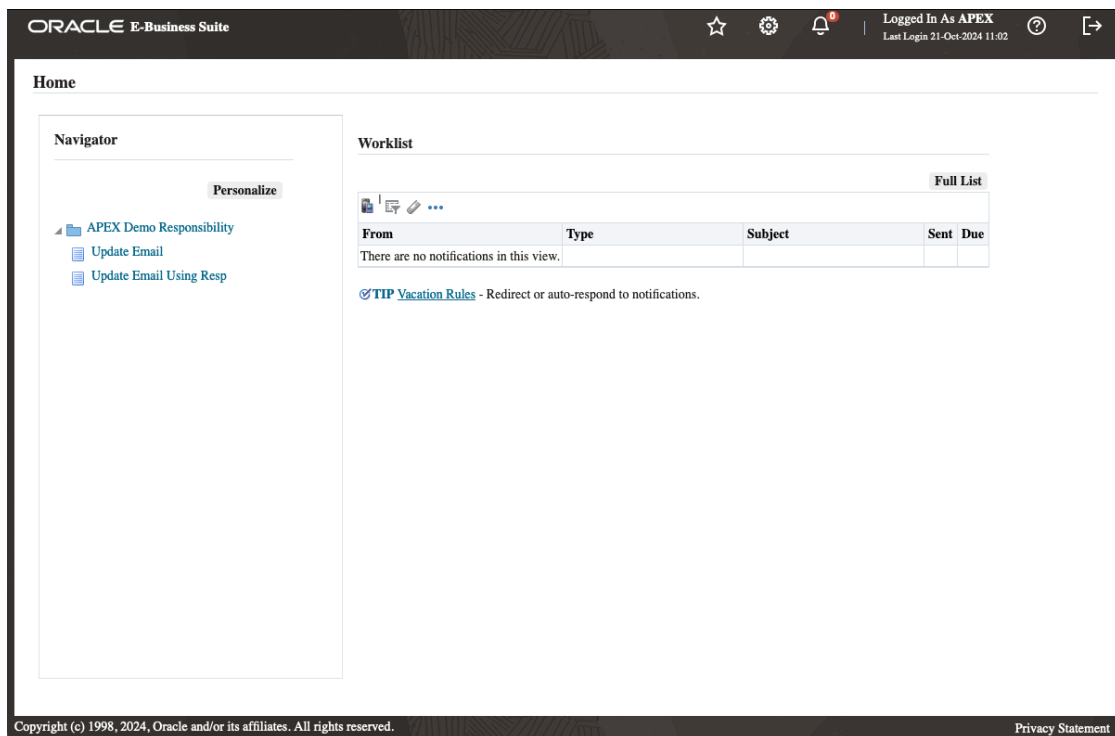 ORACLE E-Business Suite
0
Logged In As APEX
Last Login 21-Oct-2024 11:02
Home
Navigator
Personalize
APEX Demo Responsibility
Update Email
Update Email Using Resp
Worklist
Full List
From Type Subject Sent Due
There are no notifications in this view.
TIP Vacation Rules - Redirect or auto-respond to notifications.
Copyright (c) 1998, 2024, Oracle and/or its affiliates. All rights reserved.
Privacy Statement